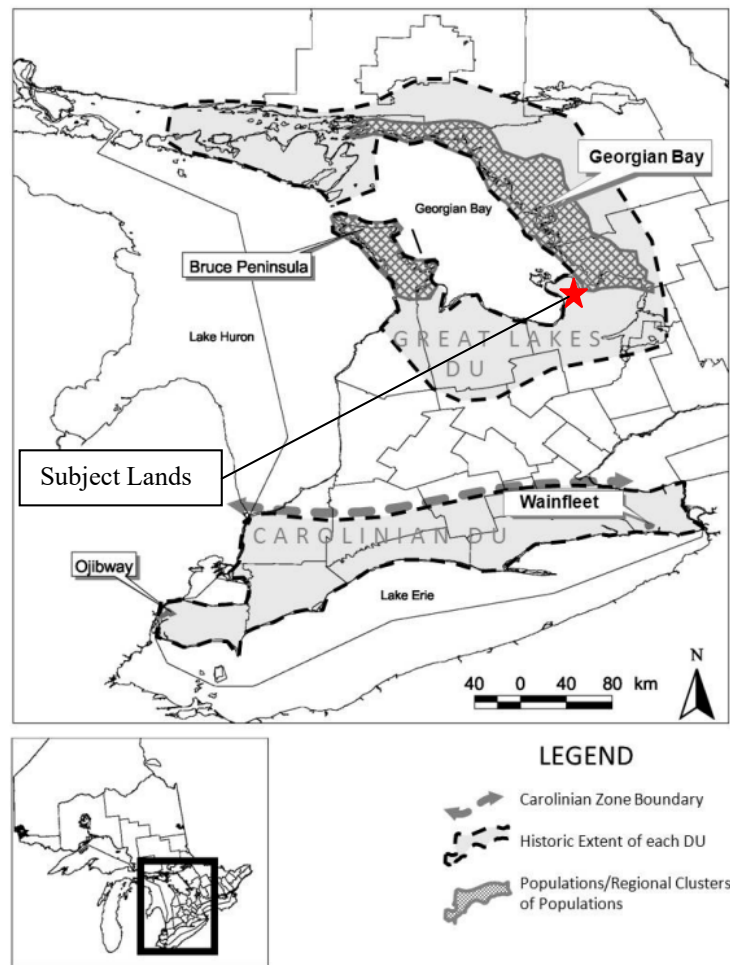 Georgian Bay
Georgian Bay
Bruce Peninsula
Lake Huron
GREAT LAKES
DU
Subject Lands
Wainfleet
CAROLINIAN DU
Ojibway
Lake Erie
N
40 0 40 80 km
LEGEND
Carolinian Zone Boundary
Historic Extent of each DU
Populations/Regional Clusters
of Populations